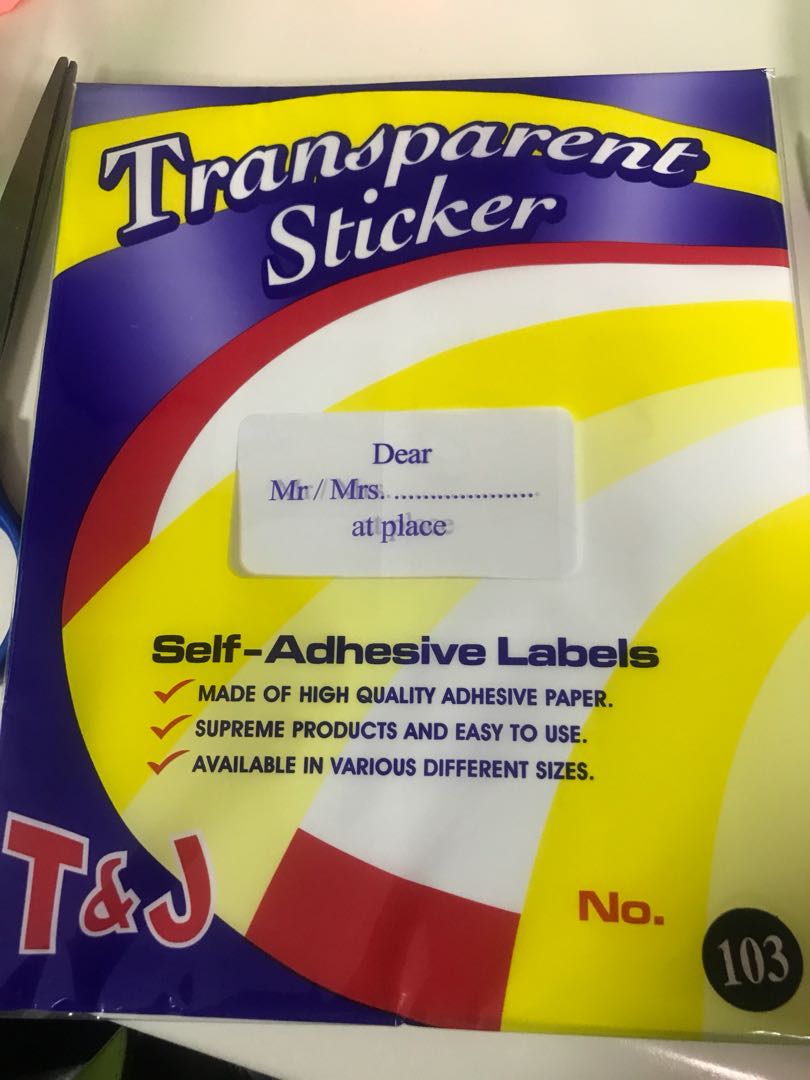 Transparent
Sticker
Dear
Mr / Mrs. ....................
at place
Self-Adhesive Labels
MADE OF HIGH QUALITY ADHESIVE PAPER.
SUPREME PRODUCTS AND EASY TO USE.
AVAILABLE IN VARIOUS DIFFERENT SIZES.
T&J
No.
103